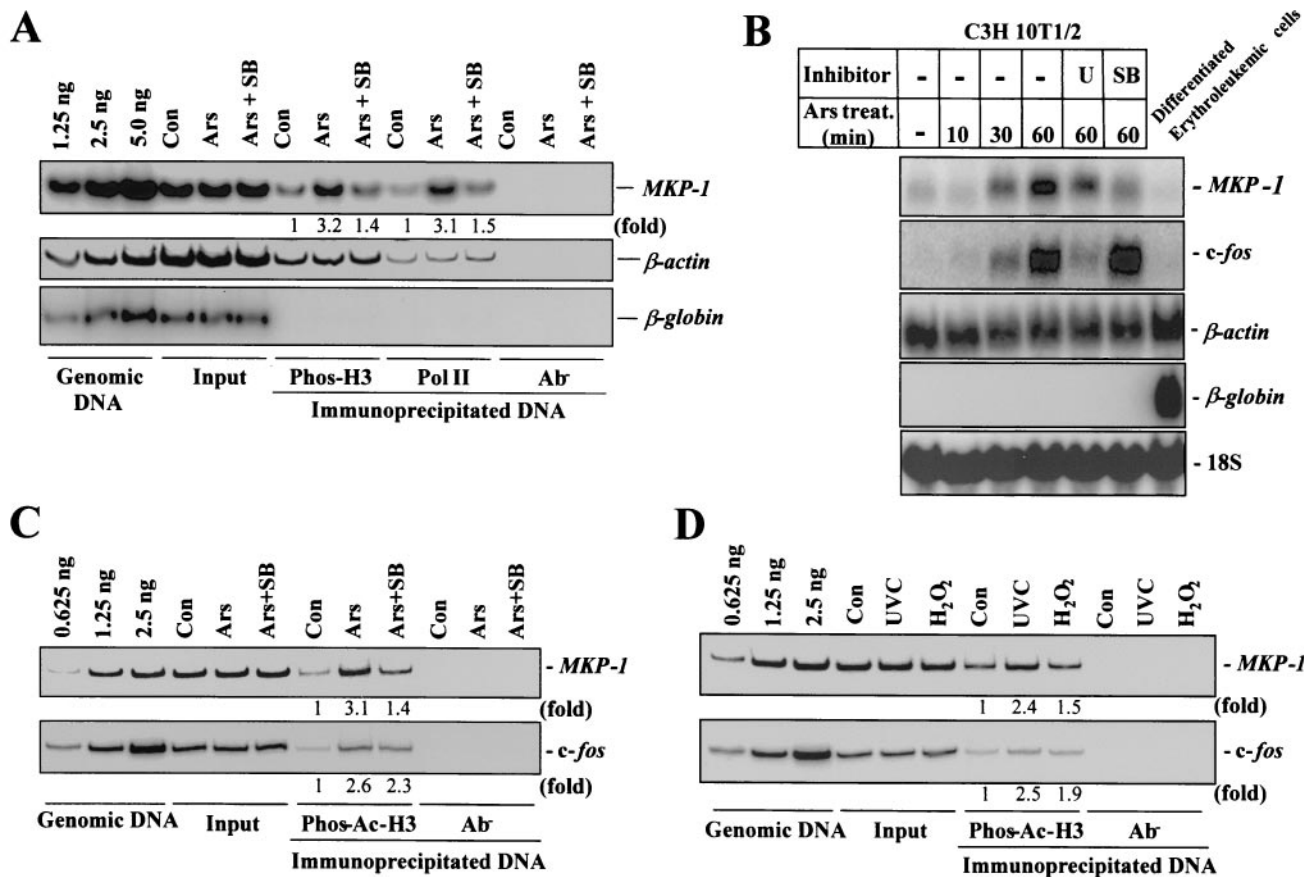 A
1.25 ng 2.5 ng 5.0 ng Con Ars Ars + SB Con Ars Ars + SB Con Ars Ars + SB Con Ars Ars + SB
MKP-1
1 3.2 1.4 1 3.1 1.5 (fold)
β-actin
β-globin
Genomic DNA Input Phos-H3 Pol II Ab-
Immunoprecipitated DNA
B
C3H 10T1/2
Differentiated Erythroleukemic cells
Inhibitor - - - - U SB
Ars treat. (min) - 10 30 60 60 60
- MKP-1
- c-fos
- β-actin
- β-globin
- 18S
C
0.625 ng 1.25 ng 2.5 ng Con Ars Ars+SB Con Ars Ars+SB Con Ars Ars+SB
- MKP-1
1 3.1 1.4 (fold)
- c-fos
1 2.6 2.3 (fold)
Genomic DNA Input Phos-Ac-H3 Ab-
Immunoprecipitated DNA
D
0.625 ng 1.25 ng 2.5 ng Con UVC H2O2 Con UVC H2O2 Con UVC H2O2
- MKP-1
1 2.4 1.5 (fold)
- c-fos
1 2.5 1.9 (fold)
Genomic DNA Input Phos-Ac-H3 Ab-
Immunoprecipitated DNA